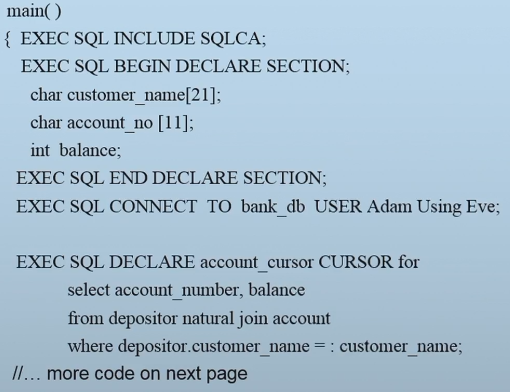 main( )
{ EXEC SQL INCLUDE SQLCA;
EXEC SQL BEGIN DECLARE SECTION;
char customer_name[21];
char account_no [11];
int balance;
EXEC SQL END DECLARE SECTION;
EXEC SQL CONNECT TO bank_db USER Adam Using Eve;
EXEC SQL DECLARE account_cursor CURSOR for
select account_number, balance
from depositor natural join account
where depositor.customer_name = : customer_name;
//… more code on next page